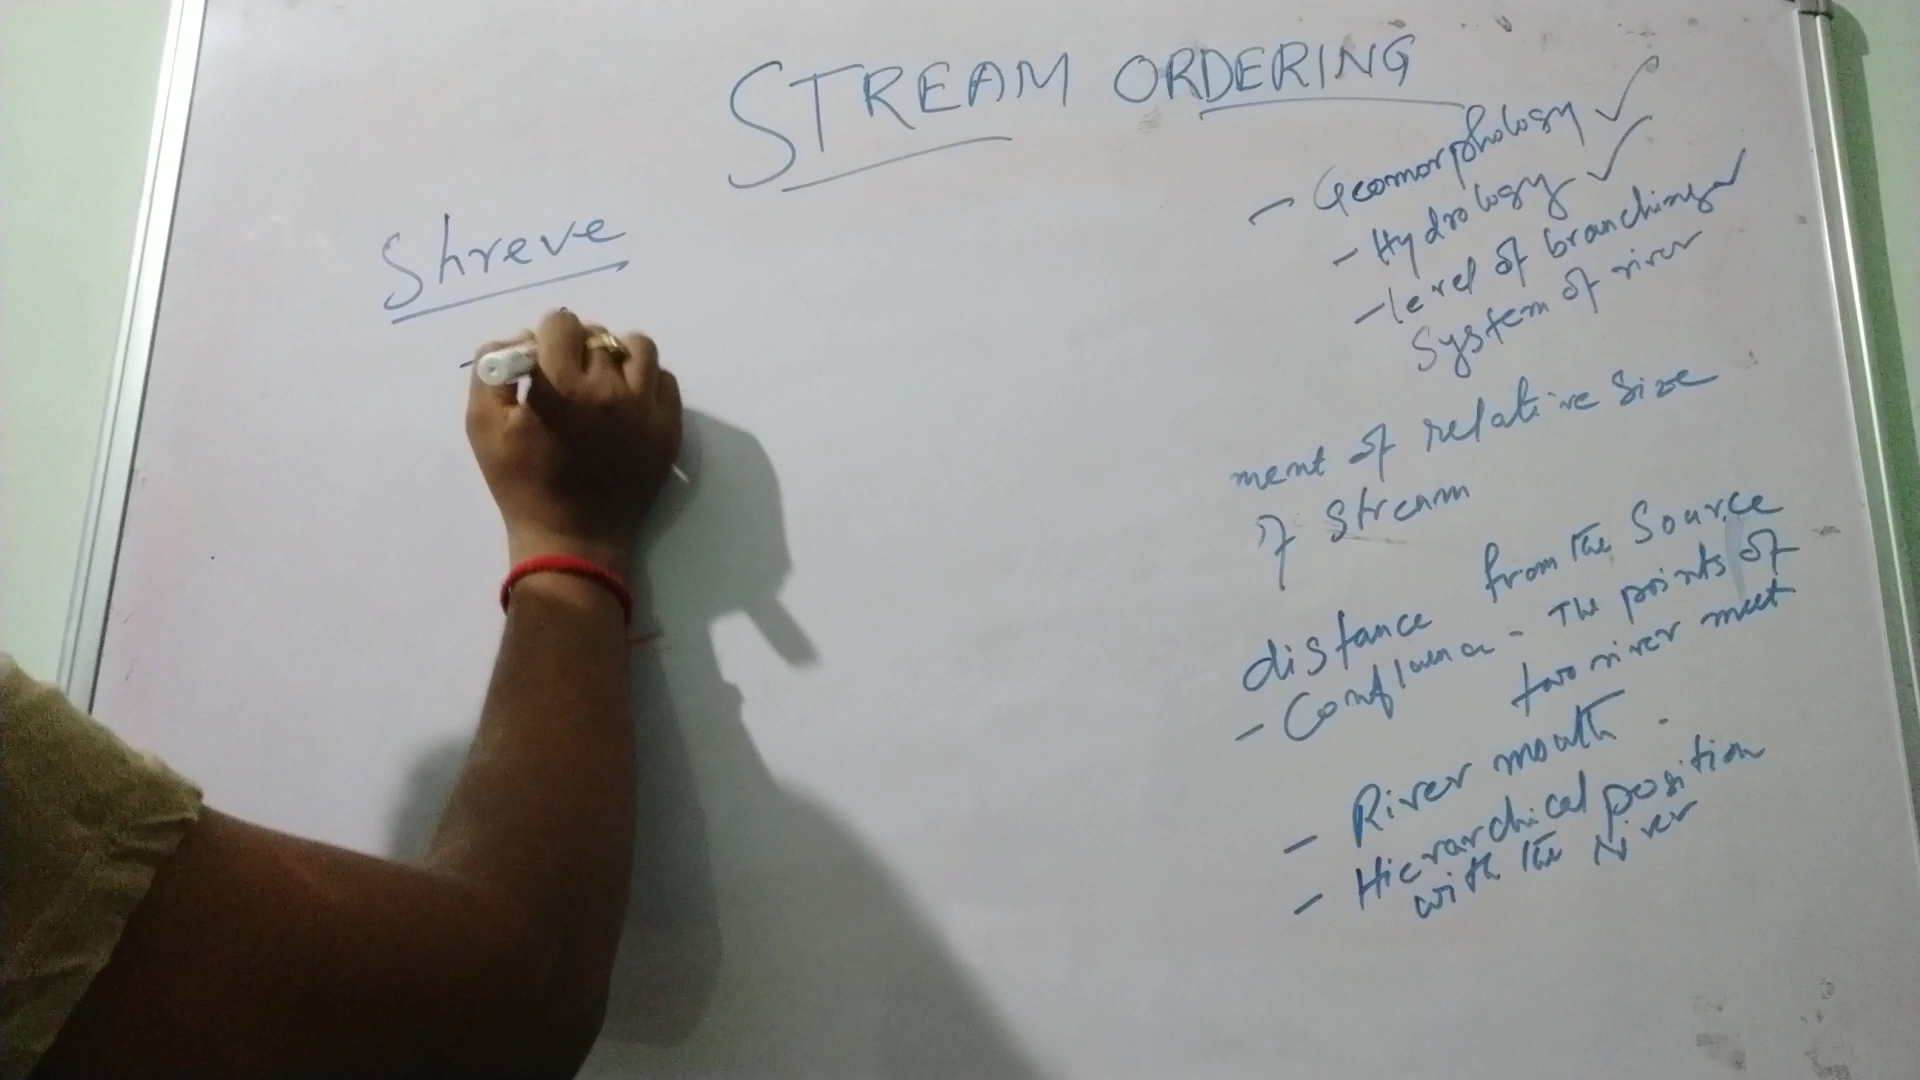 STREAM ORDERING
Shreve
- Geomorphology ✓
- Hydrology ✓
- level of branching ✓
System of river
ment of relative size
of Stream
distance from the Source
- Confluence - The points of
two river meet
- River mouth
- Hierarchical position
with the river